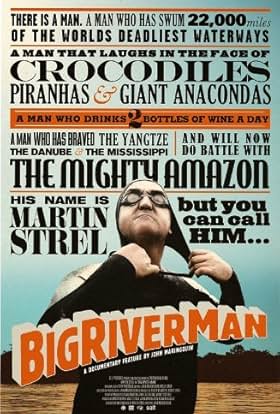 THERE IS A MAN. A MAN WHO HAS SWUM 22,000 miles
OF THE WORLDS DEADLIEST WATERWAYS
A MAN THAT LAUGHS IN THE FACE OF
CROCODILES
PIRANHAS & GIANT ANACONDAS
A MAN WHO DRINKS 2 BOTTLES OF WINE A DAY
A MAN WHO HAS BRAVED THE YANGTZE
THE DANUBE & THE MISSISSIPPI
AND WILL NOW
DO BATTLE WITH
THE MIGHTY AMAZON
HIS NAME IS
MARTIN
STREL
but you
can call
HIM...
BIG RIVER MAN
A DOCUMENTARY FEATURE BY JOHN MARINGOUIN